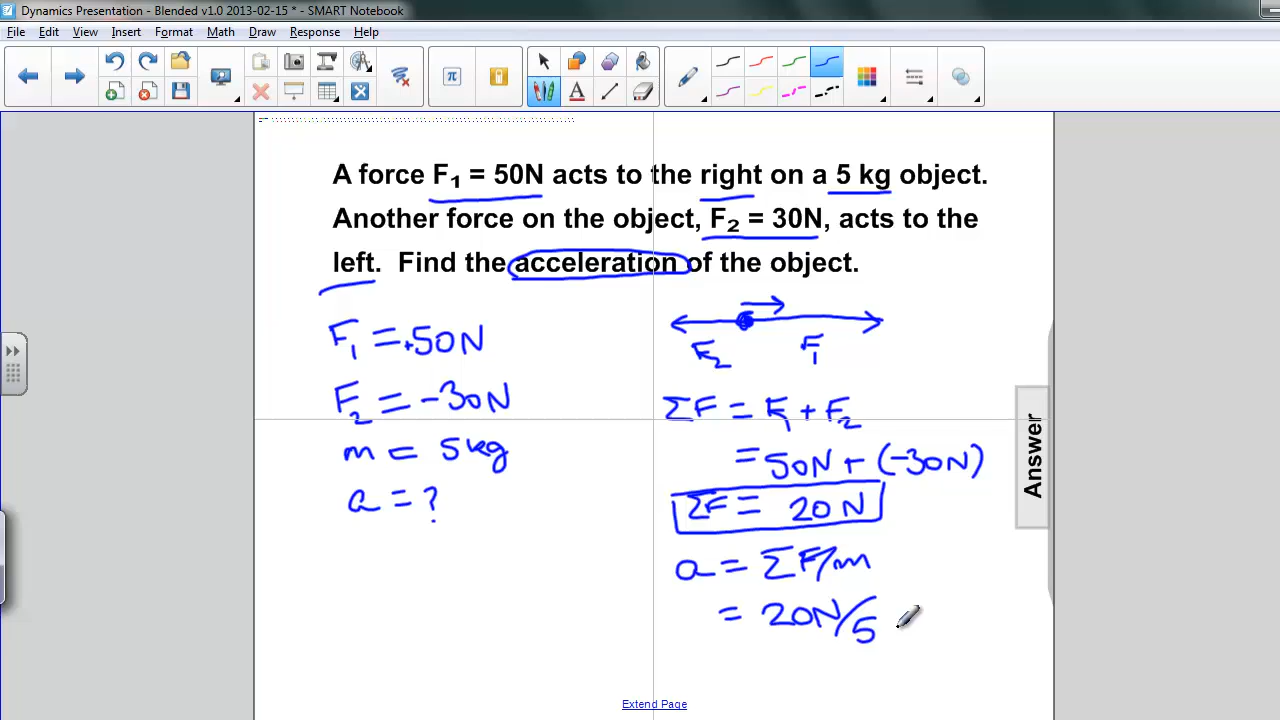 Dynamics Presentation - Blended v1.0 2013-02-15 * - SMART Notebook
File Edit View Insert Format Math Draw Response Help
A force F₁ = 50N acts to the right on a 5 kg object.
Another force on the object, F₂ = 30N, acts to the
left. Find the acceleration of the object.
F₂ F₁
F₁ = +50N
F₂ = -30N
m = 5kg
a = ?
ΣF = F₁ + F₂
= 50N + (-30N)
ΣF = 20N
a = ΣF/m
= 20N/5
Answer
Extend Page